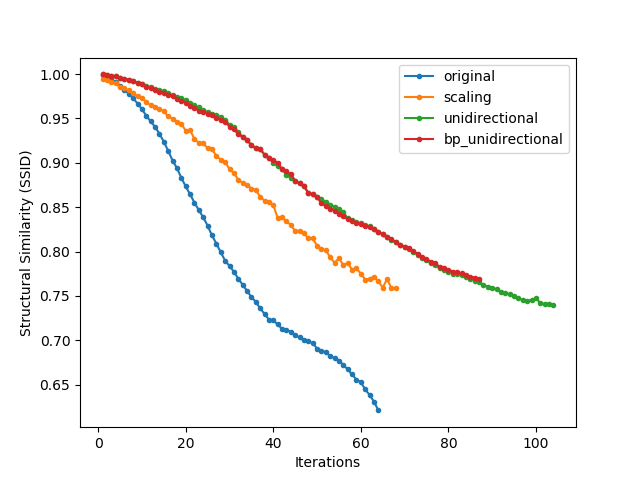 original
scaling
unidirectional
bp_unidirectional
Structural Similarity (SSID)
1.00
0.95
0.90
0.85
0.80
0.75
0.70
0.65
0 20 40 60 80 100
Iterations